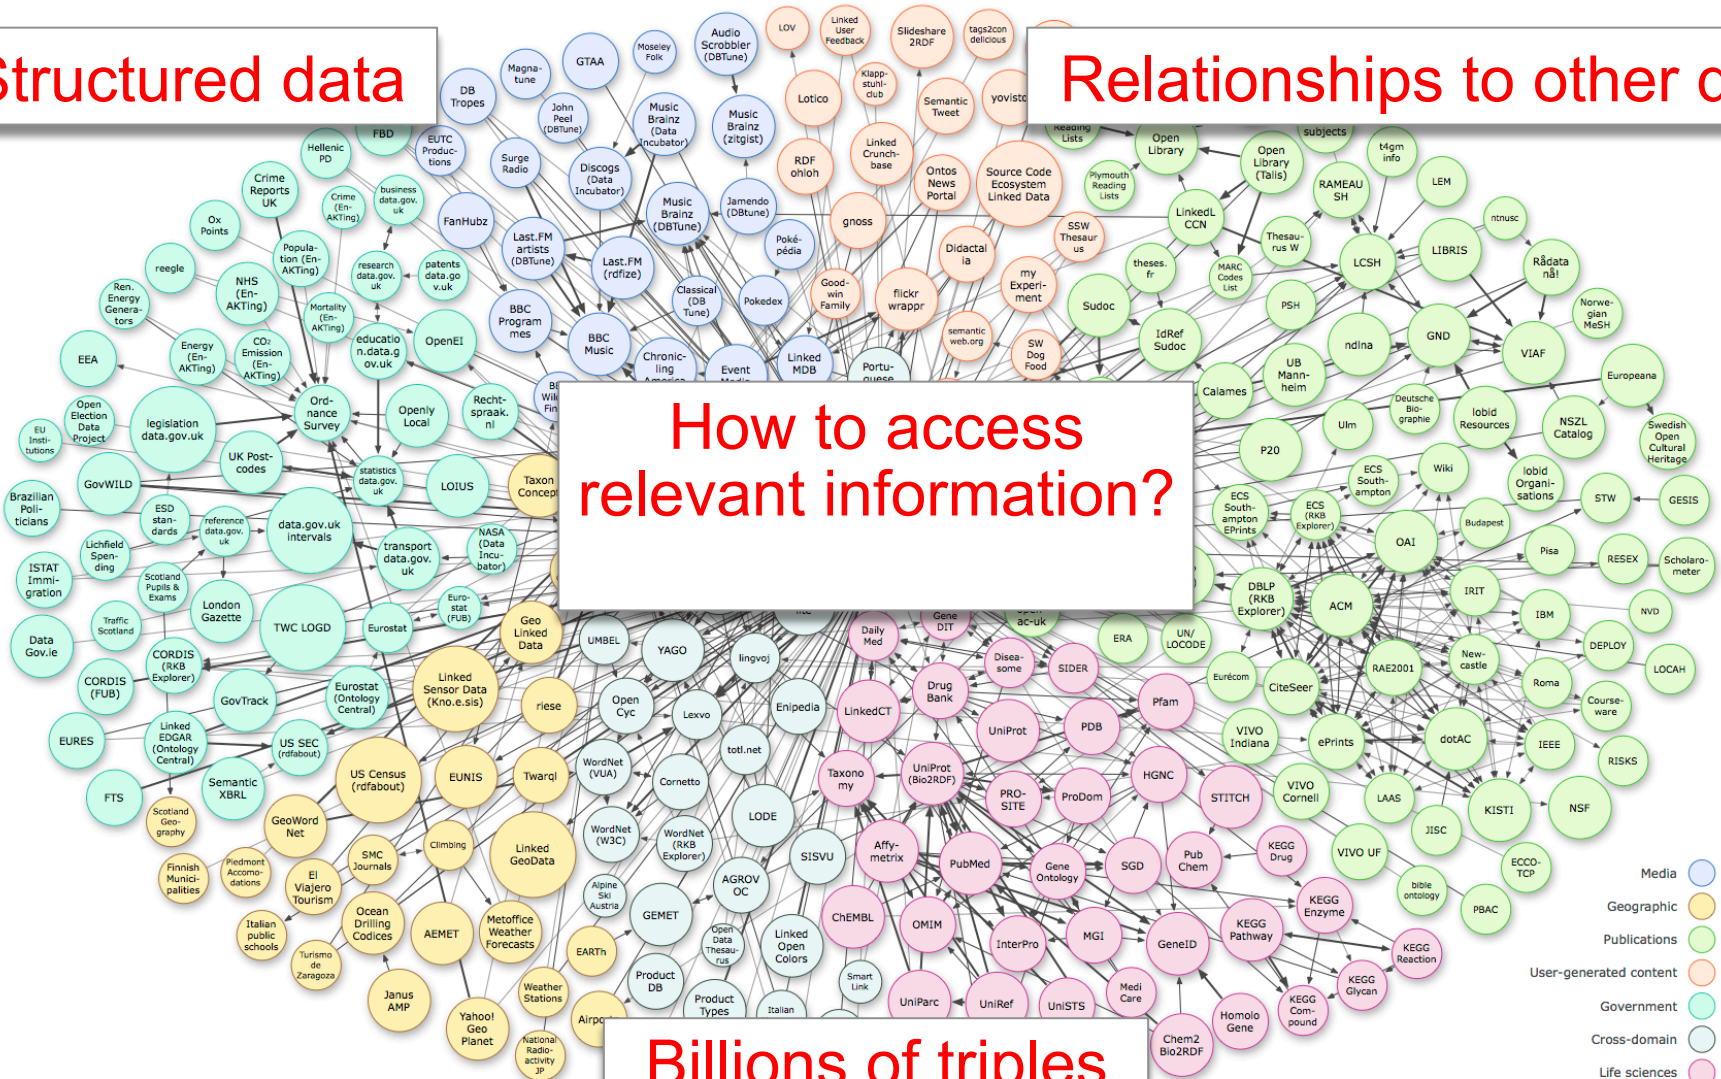 Structured data
Relationships to other d
How to access
relevant information?
Billions of triples
Audio
Scrobbler
(DBTune)
LOV
Linked
User
Feedback
Slideshare
2RDF
tags2con
delicious
Moseley
Folk
GTAA
Magna-
tune
DB
Tropes
John
Peel
(DBTune)
Music
Brainz
(Data
Incubator)
Music
Brainz
(zitgist)
Lotico
Klapp-
stuhl-
club
Semantic
Tweet
yovisto
Linked
Crunch-
base
RDF
ohloh
Ontos
News
Portal
Source Code
Ecosystem
Linked Data
Reading
Lists
Open
Library
Open
Library
(Talis)
subjects
t4gm
info
Plymouth
Reading
Lists
RAMEAU
SH
LEM
FBD
Hellenic
PD
EUTC
Produc-
tions
Surge
Radio
Discogs
(Data
Incubator)
Crime
Reports
UK
Crime
(En-
AKTing)
business
data.gov.
uk
Ox
Points
FanHubz
Music
Brainz
(DBTune)
Jamendo
(DBtune)
gnoss
SSW
Thesaur
us
LinkedL
CCN
ntnusc
Popula-
tion (En-
AKTing)
Last.FM
artists
(DBTune)
Last.FM
(rdfize)
Poké-
pédia
Didactal
ia
theses.
fr
Thesau-
rus W
MARC
Codes
List
LCSH
LIBRIS
Rådata
nå!
reegle
research
data.gov.
uk
patents
data.go
v.uk
NHS
(En-
AKTing)
Ren.
Energy
Genera-
tors
Mortality
(En-
AKTing)
Classical
(DB
Tune)
Pokedex
Good-
win
Family
flickr
wrappr
my
Experi-
ment
Sudoc
PSH
Norwe-
gian
MeSH
BBC
Program
mes
BBC
Music
Chronic-
ling
America
Event
Media
Linked
MDB
Portu-
guese
semantic
web.org
SW
Dog
Food
IdRef
Sudoc
ndlna
GND
VIAF
EEA
Energy
(En-
AKTing)
CO2
Emission
(En-
AKTing)
educatio
n.data.g
ov.uk
OpenEI
Calames
UB
Mann-
heim
Europeana
Open
Election
Data
Project
legislation
data.gov.uk
Ord-
nance
Survey
Openly
Local
Recht-
spraak.
nl
Ulm
Deutsche
Bio-
graphie
lobid
Resources
NSZL
Catalog
Swedish
Open
Cultural
Heritage
EU
Insti-
tutions
UK Post-
codes
P20
ECS
South-
ampton
Wiki
lobid
Organi-
sations
STW
GESIS
GovWILD
statistics
data.gov.
uk
LOIUS
Taxon
Concept
Brazilian
Poli-
ticians
ESD
stan-
dards
reference
data.gov.
uk
data.gov.uk
intervals
ECS
South-
ampton
EPrints
ECS
(RKB
Explorer)
Budapest
OAI
Lichfield
Spen-
ding
transport
data.gov.
uk
NASA
(Data
Incu-
bator)
Pisa
RESEX
Scholaro-
meter
ISTAT
Immi-
gration
Scotland
Pupils &
Exams
London
Gazette
TWC LOGD
Eurostat
Euro-
stat
(FUB)
Geo
Linked
Data
DBLP
(RKB
Explorer)
ACM
IRIT
IBM
NVD
Traffic
Scotland
Data
Gov.ie
CORDIS
(RKB
Explorer)
CORDIS
(FUB)
GovTrack
Eurostat
(Ontology
Central)
Linked
Sensor Data
(Kno.e.sis)
riese
UMBEL
YAGO
lingvoj
Daily
Med
Gene
DIT
ac-uk
ERA
UN/
LOCODE
DEPLOY
New-
castle
RAE2001
LOCAH
Eurécom
CiteSeer
Roma
Course-
ware
Disea-
some
SIDER
Drug
Bank
Pfam
LinkedCT
Enipedia
Open
Cyc
Lexvo
EURES
Linked
EDGAR
(Ontology
Central)
US SEC
(rdfabout)
totl.net
UniProt
PDB
VIVO
Indiana
ePrints
dotAC
IEEE
RISKS
FTS
Semantic
XBRL
US Census
(rdfabout)
EUNIS
Twarql
WordNet
(VUA)
Cornetto
Taxono
my
UniProt
(Bio2RDF)
PRO-
SITE
ProDom
HGNC
STITCH
VIVO
Cornell
LAAS
KISTI
NSF
JISC
Scotland
Geo-
graphy
GeoWord
Net
Climbing
Linked
GeoData
WordNet
(W3C)
WordNet
(RKB
Explorer)
LODE
SISVU
Affy-
metrix
PubMed
Gene
Ontology
SGD
Pub
Chem
KEGG
Drug
VIVO UF
ECCO-
TCP
bible
ontology
PBAC
Finnish
Munici-
palities
Piedmont
Accomo-
dations
El
Viajero
Tourism
SMC
Journals
Alpine
Ski
Austria
AGROV
OC
Italian
public
schools
Ocean
Drilling
Codices
AEMET
Metoffice
Weather
Forecasts
GEMET
Open
Data
Thesau-
rus
Linked
Open
Colors
ChEMBL
OMIM
InterPro
MGI
GeneID
KEGG
Pathway
KEGG
Enzyme
KEGG
Reaction
Turismo
de
Zaragoza
EARTh
Product
DB
Smart
Link
KEGG
Glycan
Janus
AMP
Weather
Stations
Yahoo!
Geo
Planet
Product
Types
Italian
UniParc
UniRef
UniSTS
Medi
Care
KEGG
Com-
pound
Homolo
Gene
National
Radio-
activity
JP
Chem2
Bio2RDF
Media
Geographic
Publications
User-generated content
Government
Cross-domain
Life sciences